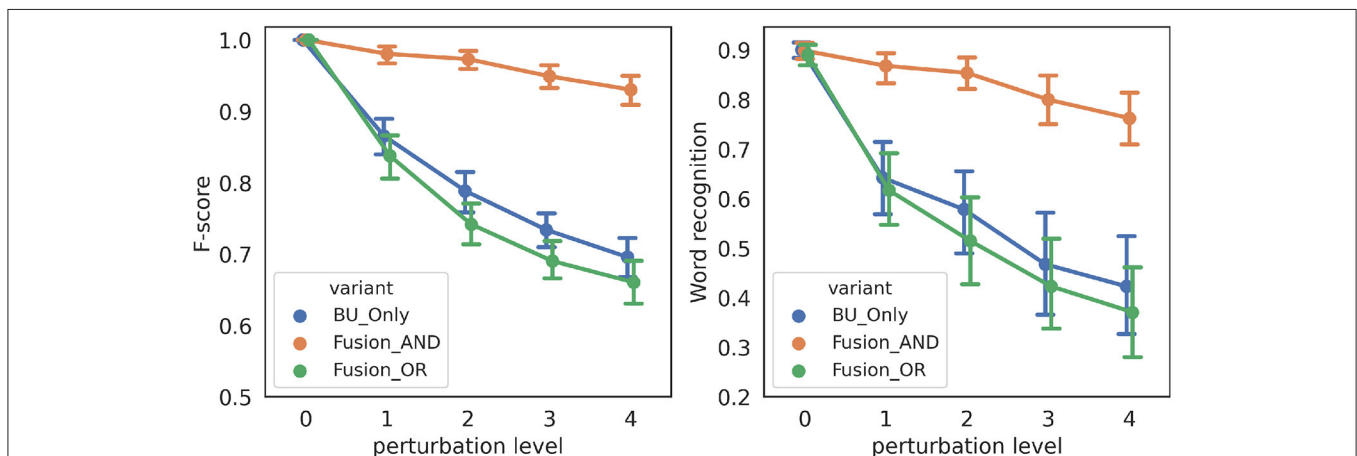 F-score
1.0
0.9
0.8
0.7
0.6
0.5
variant
BU_Only
Fusion_AND
Fusion_OR
0 1 2 3 4
perturbation level
Word recognition
0.9
0.8
0.7
0.6
0.5
0.4
0.3
0.2
variant
BU_Only
Fusion_AND
Fusion_OR
0 1 2 3 4
perturbation level